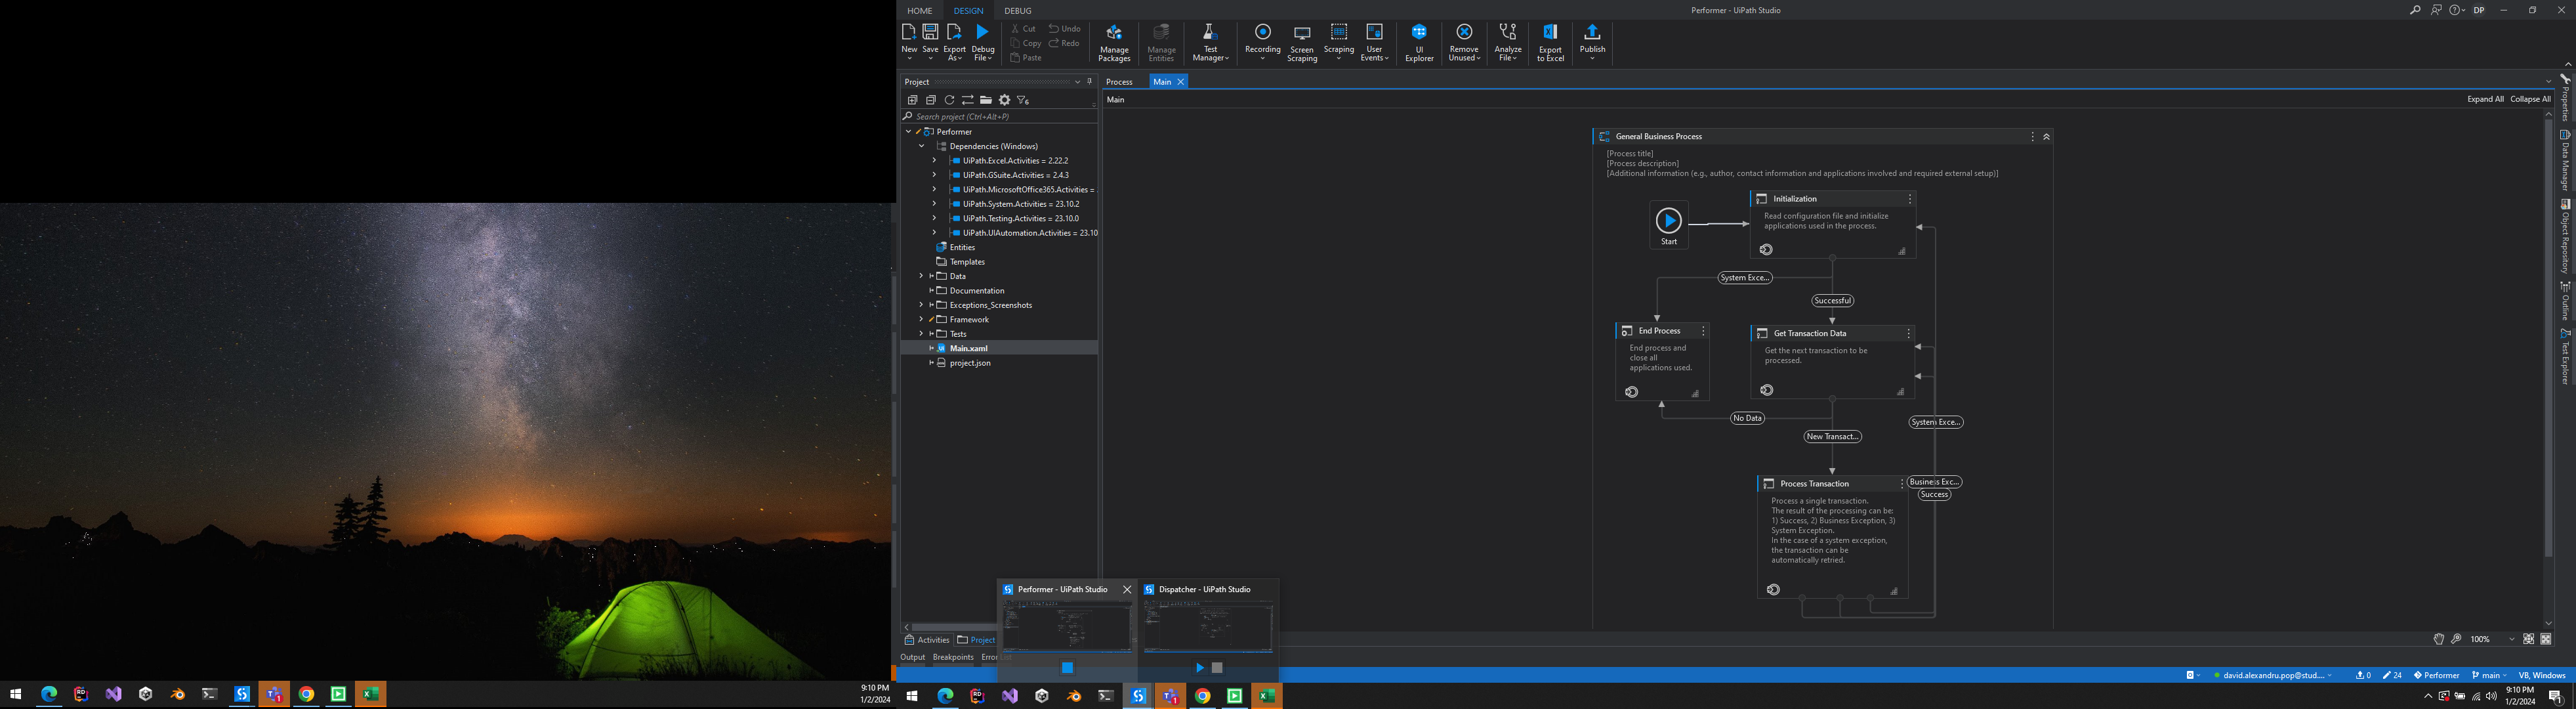 HOME DESIGN DEBUG
Performer - UiPath Studio
DP
New Save Export As Debug File
Cut Copy Paste
Undo Redo
Manage Packages
Manage Entities
Test Manager
Recording
Screen Scraping
Scraping
User Events
UI Explorer
Remove Unused
Analyze File
Export to Excel
Publish
Project
Process Main
Main
Expand All Collapse All
Search project (Ctrl+Alt+P)
Performer
Dependencies (Windows)
UiPath.Excel.Activities = 2.22.2
UiPath.GSuite.Activities = 2.4.3
UiPath.MicrosoftOffice365.Activities =
UiPath.System.Activities = 23.10.2
UiPath.Testing.Activities = 23.10.0
UiPath.UIAutomation.Activities = 23.10
Entities
Templates
Data
Documentation
Exceptions_Screenshots
Framework
Tests
Main.xaml
project.json
General Business Process
[Process title]
[Process description]
[Additional information (e.g., author, contact information and applications involved and required external setup)]
Start
Initialization
Read configuration file and initialize
applications used in the process.
System Exce...
Successful
End Process
End process and
close all
applications used.
Get Transaction Data
Get the next transaction to be
processed.
No Data
New Transact...
System Exce...
Process Transaction
Business Exc...
Success
Process a single transaction.
The result of the processing can be:
1) Success, 2) Business Exception, 3)
System Exception.
In the case of a system exception,
the transaction can be
automatically retried.
Properties
Data Manager
Object Repository
Outline
Test Explorer
Performer - UiPath Studio
Dispatcher - UiPath Studio
Activities Project
100%
Output Breakpoints
david.alexandru.pop@stud.... 0 24 Performer main VB, Windows
9:10 PM
1/2/2024
9:10 PM
1/2/2024